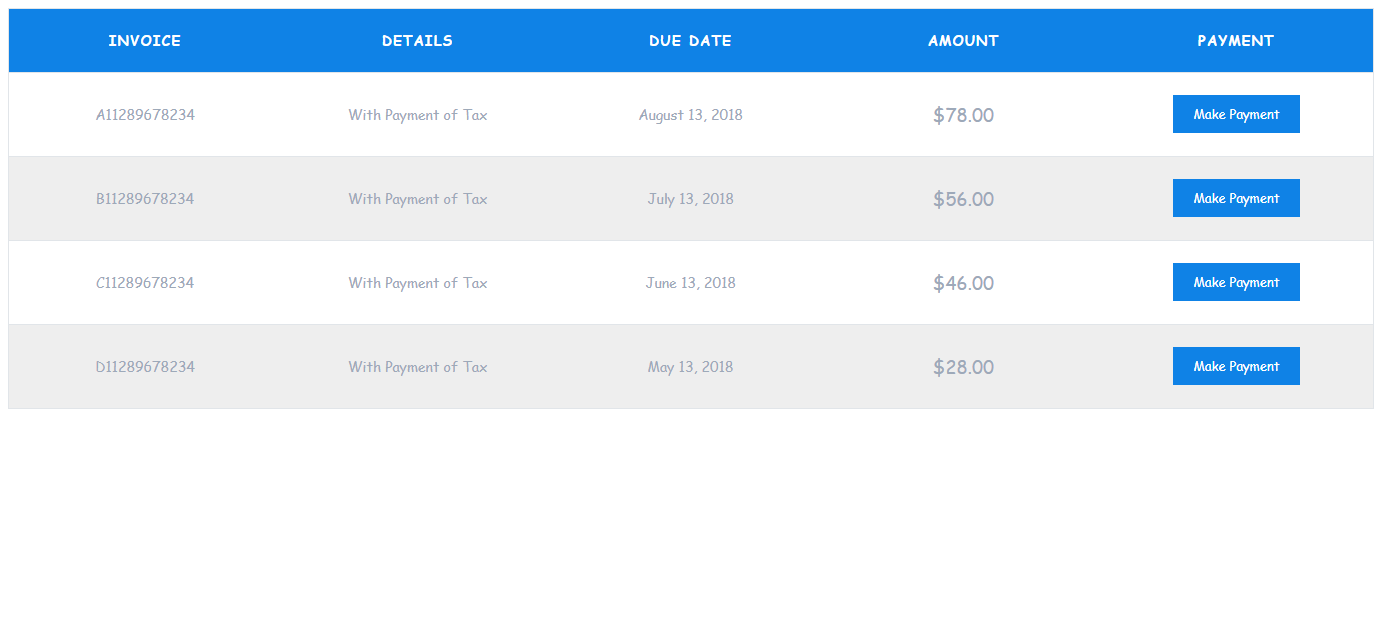 INVOICE DETAILS DUE DATE AMOUNT PAYMENT
A11289678234 With Payment of Tax August 13, 2018 $78.00 Make Payment
B11289678234 With Payment of Tax July 13, 2018 $56.00 Make Payment
C11289678234 With Payment of Tax June 13, 2018 $46.00 Make Payment
D11289678234 With Payment of Tax May 13, 2018 $28.00 Make Payment